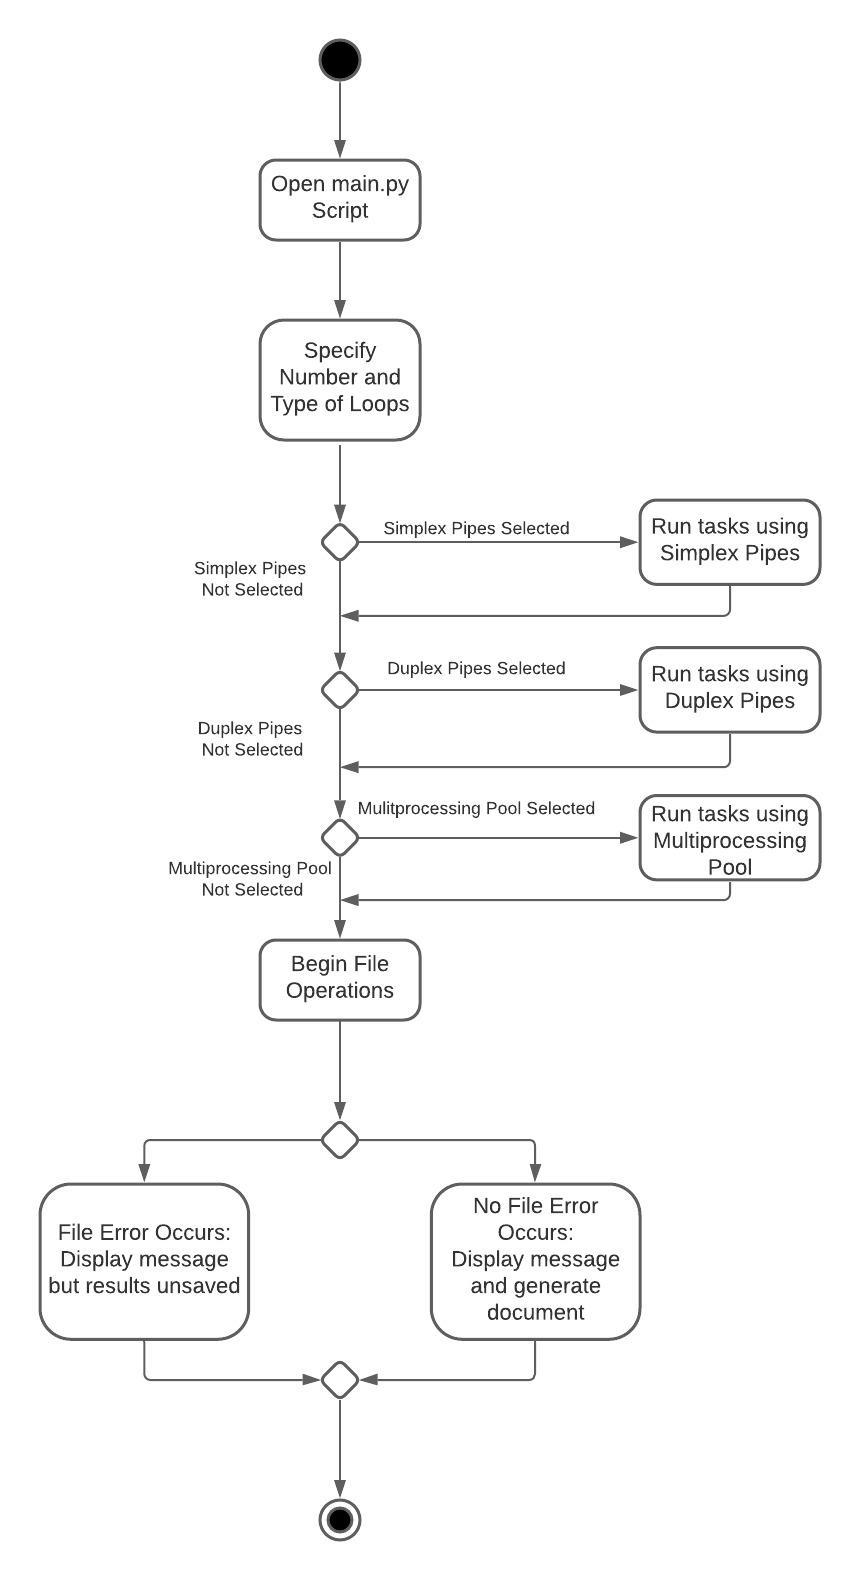 Open main.py
Script
Specify
Number and
Type of Loops
Simplex Pipes Selected
Run tasks using
Simplex Pipes
Simplex Pipes
Not Selected
Duplex Pipes Selected
Run tasks using
Duplex Pipes
Duplex Pipes
Not Selected
Mulitprocessing Pool Selected
Run tasks using
Multiprocessing
Pool
Multiprocessing Pool
Not Selected
Begin File
Operations
File Error Occurs:
Display message
but results unsaved
No File Error
Occurs:
Display message
and generate
document